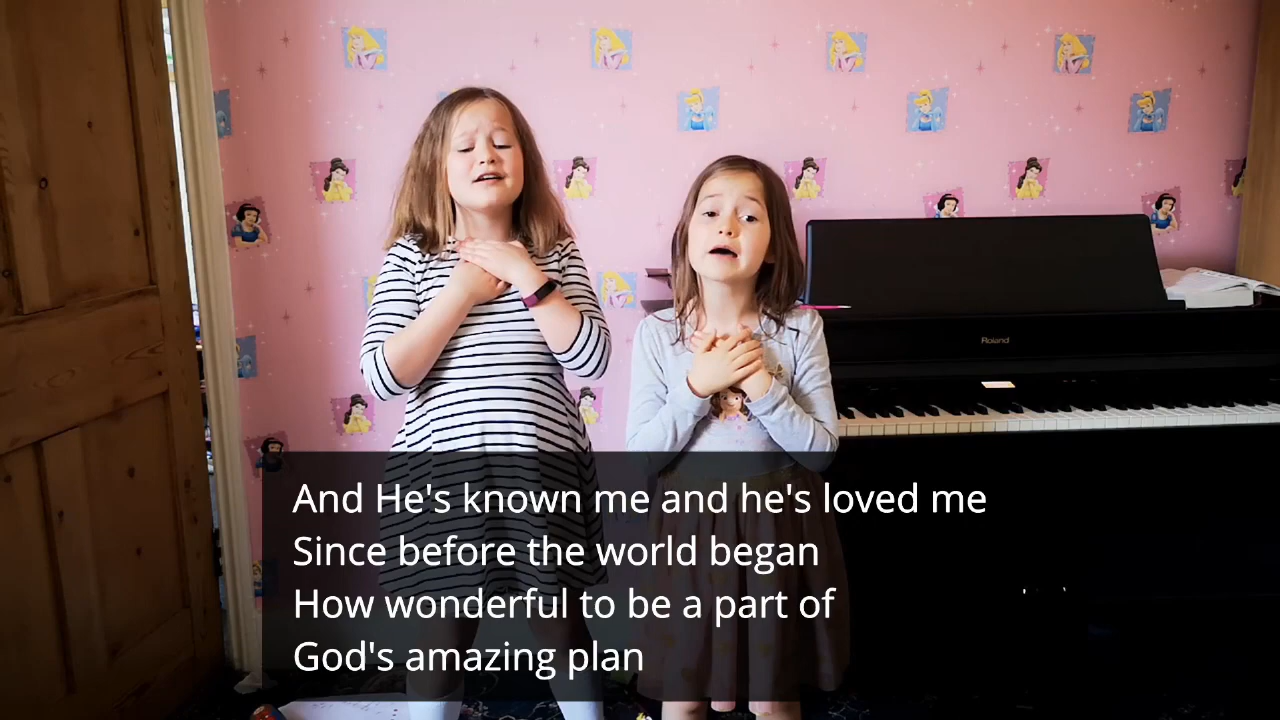 Roland
And He's known me and he's loved me
Since before the world began
How wonderful to be a part of
God's amazing plan